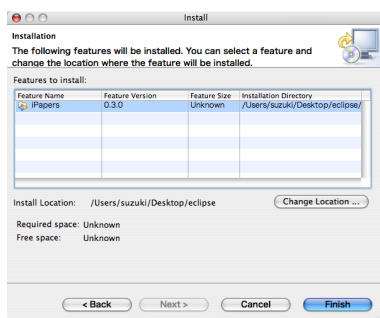 Install
Installation
The following features will be installed. You can select a feature and
change the location where the feature will be installed.
Features to install:
Feature Name Feature Version Feature Size Installation Directory
iPapers 0.3.0 Unknown /Users/suzuki/Desktop/eclipse/
Install Location: /Users/suzuki/Desktop/eclipse Change Location ...
Required space: Unknown
Free space: Unknown
< Back Next > Cancel Finish